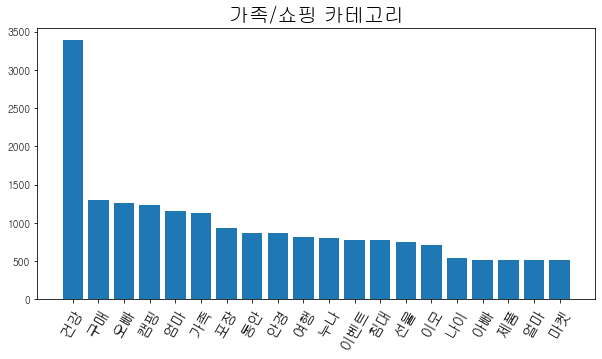 가족/쇼핑 카테고리
3500
3000
2500
2000
1500
1000
500
0
건강
구매
오빠
캠핑
엄마
가족
포장
동안
안경
여행
누나
이벤트
침대
선물
이모
나이
아빠
제품
얼마
마켓